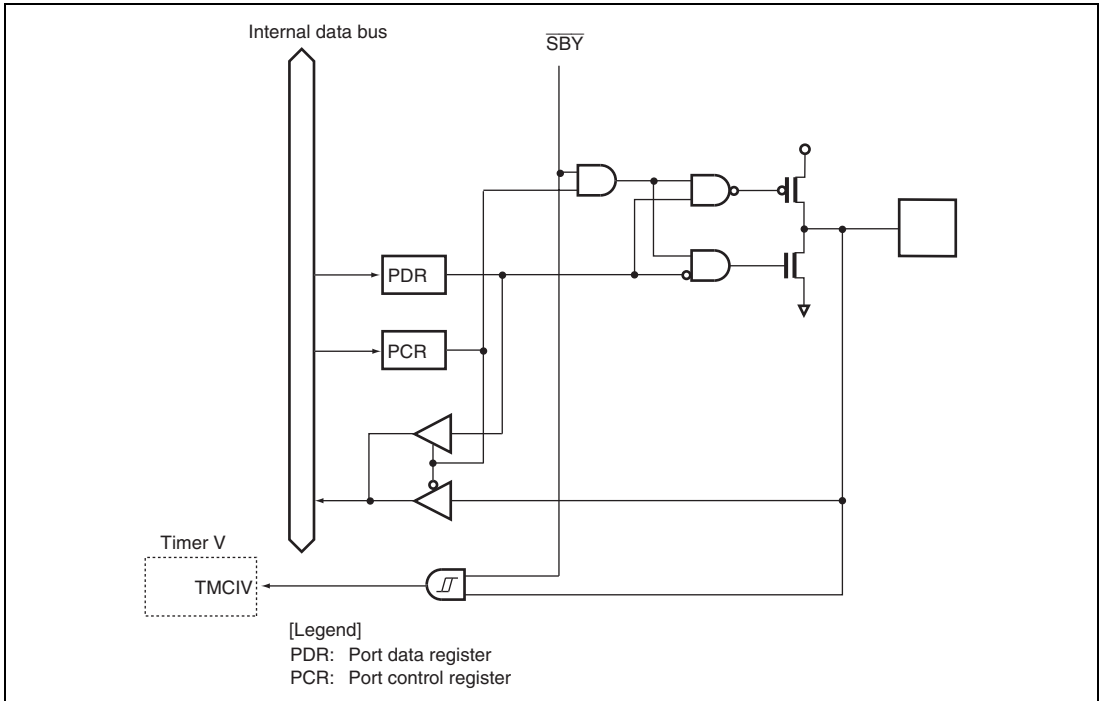 Internal data bus
SBY
PDR
PCR
Timer V
TMCIV
[Legend]
PDR: Port data register
PCR: Port control register